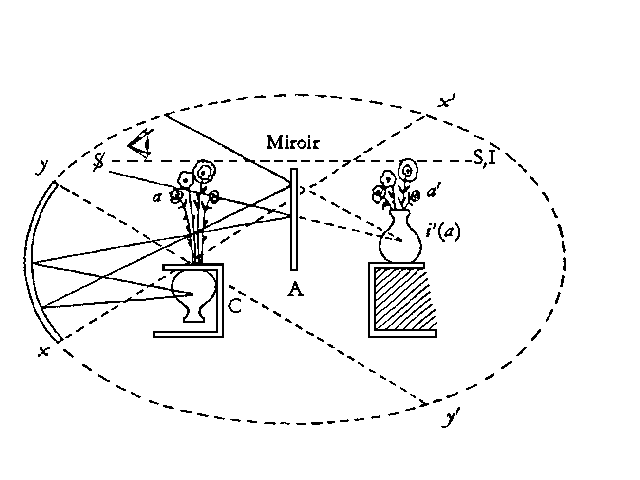 x'
Miroir
y
$ S,I
a a'
i'(a)
A
C
x
y'